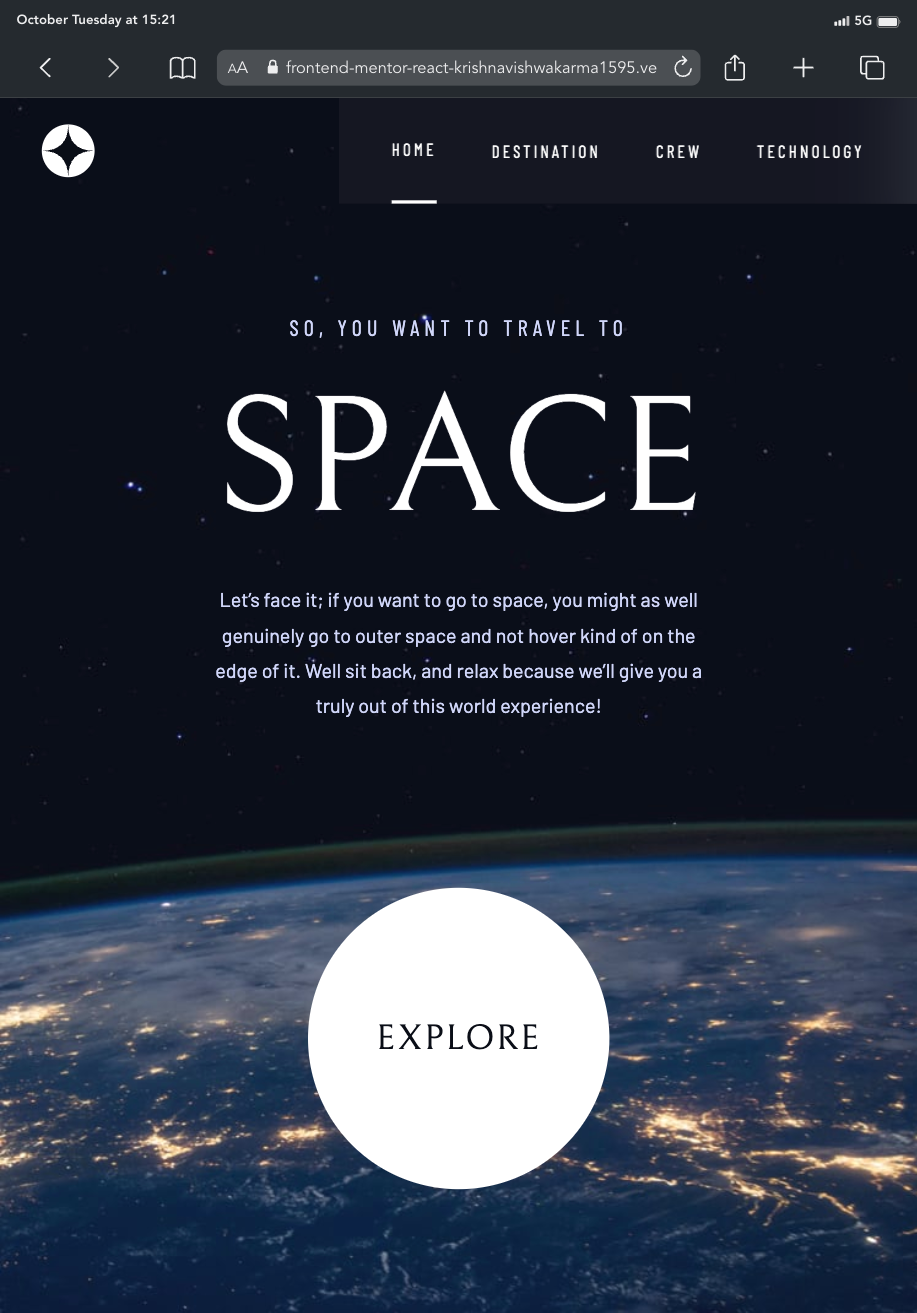 October Tuesday at 15:21
5G
AA
frontend-mentor-react-krishnavishwakarma1595.ve
HOME
DESTINATION
CREW
TECHNOLOGY
SO, YOU WANT TO TRAVEL TO
SPACE
Let’s face it; if you want to go to space, you might as well
genuinely go to outer space and not hover kind of on the
edge of it. Well sit back, and relax because we’ll give you a
truly out of this world experience!
EXPLORE